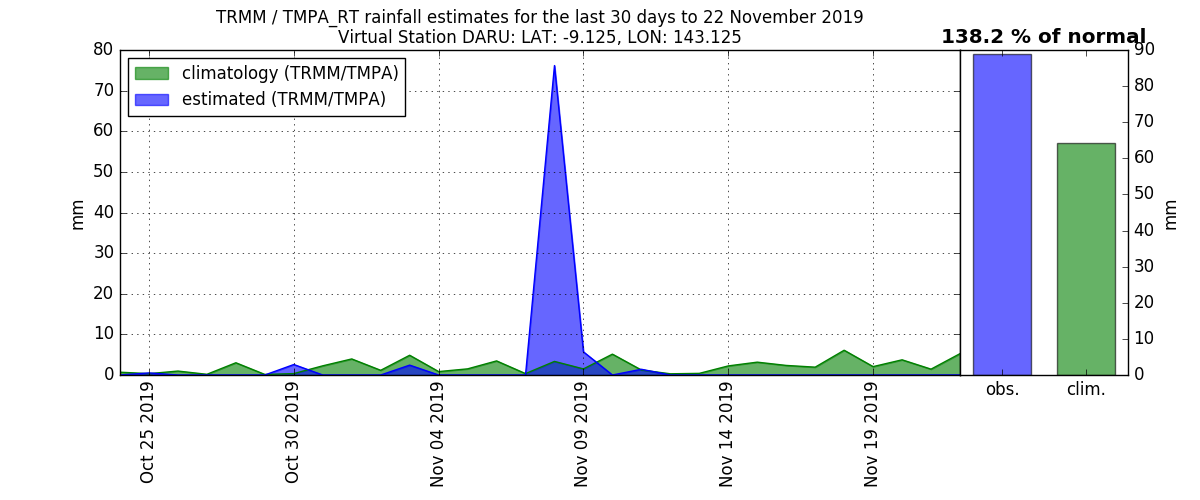 TRMM / TMPA_RT rainfall estimates for the last 30 days to 22 November 2019
Virtual Station DARU: LAT: -9.125, LON: 143.125
138.2 % of normal
climatology (TRMM/TMPA)
estimated (TRMM/TMPA)
80
70
60
50
40
30
20
10
0
mm
Oct 25 2019
Oct 30 2019
Nov 04 2019
Nov 09 2019
Nov 14 2019
Nov 19 2019
90
80
70
60
50
40
30
20
10
0
mm
obs.
clim.